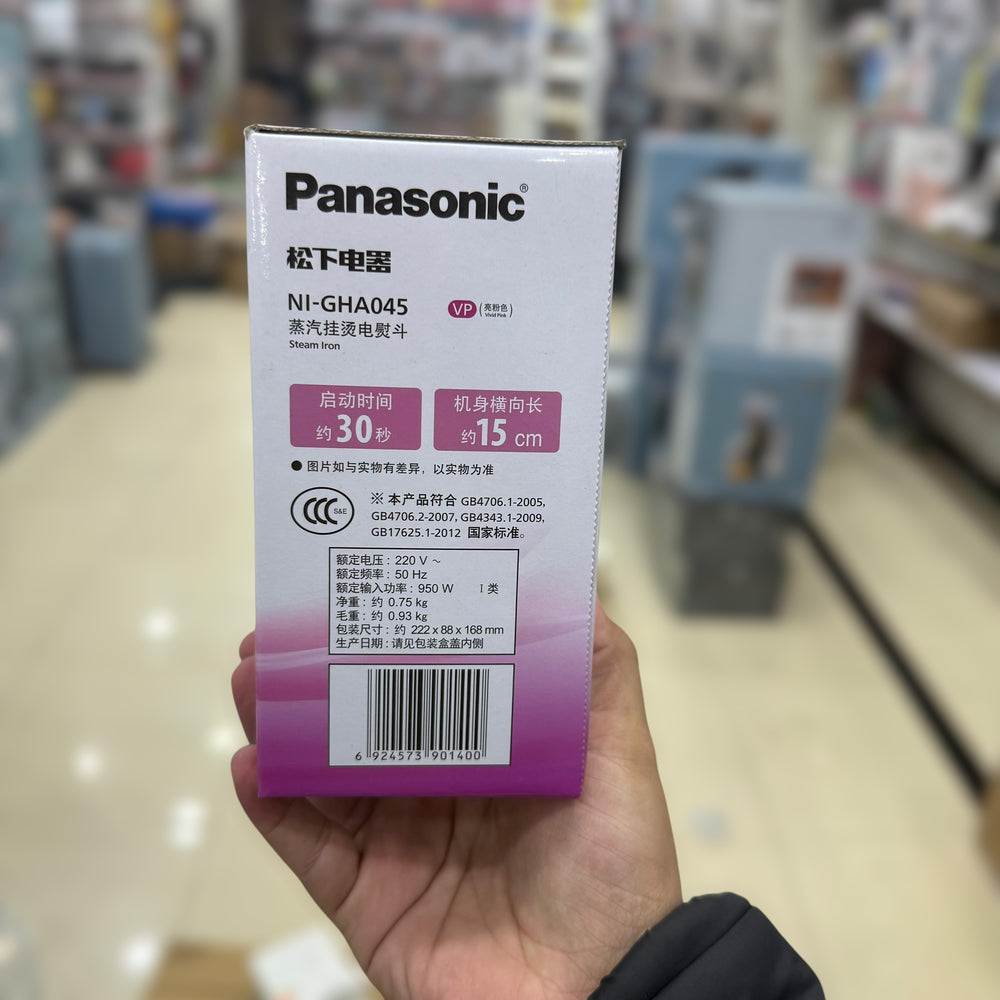 Panasonic®
松下电器
NI-GHA045
VP (亮粉色)
Vivid Pink
蒸汽挂烫电熨斗
Steam Iron
启动时间
约30秒
机身横向长
约15 cm
● 图片如与实物有差异，以实物为准
S&E
※ 本产品符合 GB4706.1-2005,
GB4706.2-2007, GB4343.1-2009,
GB17625.1-2012 国家标准。
额定电压：220 V ～
额定频率：50 Hz
额定输入功率：950 W I 类
净重：约 0.75 kg
毛重：约 0.93 kg
包装尺寸：约 222 x 88 x 168 mm
生产日期：请见包装盒盖内侧
6 924573 901400